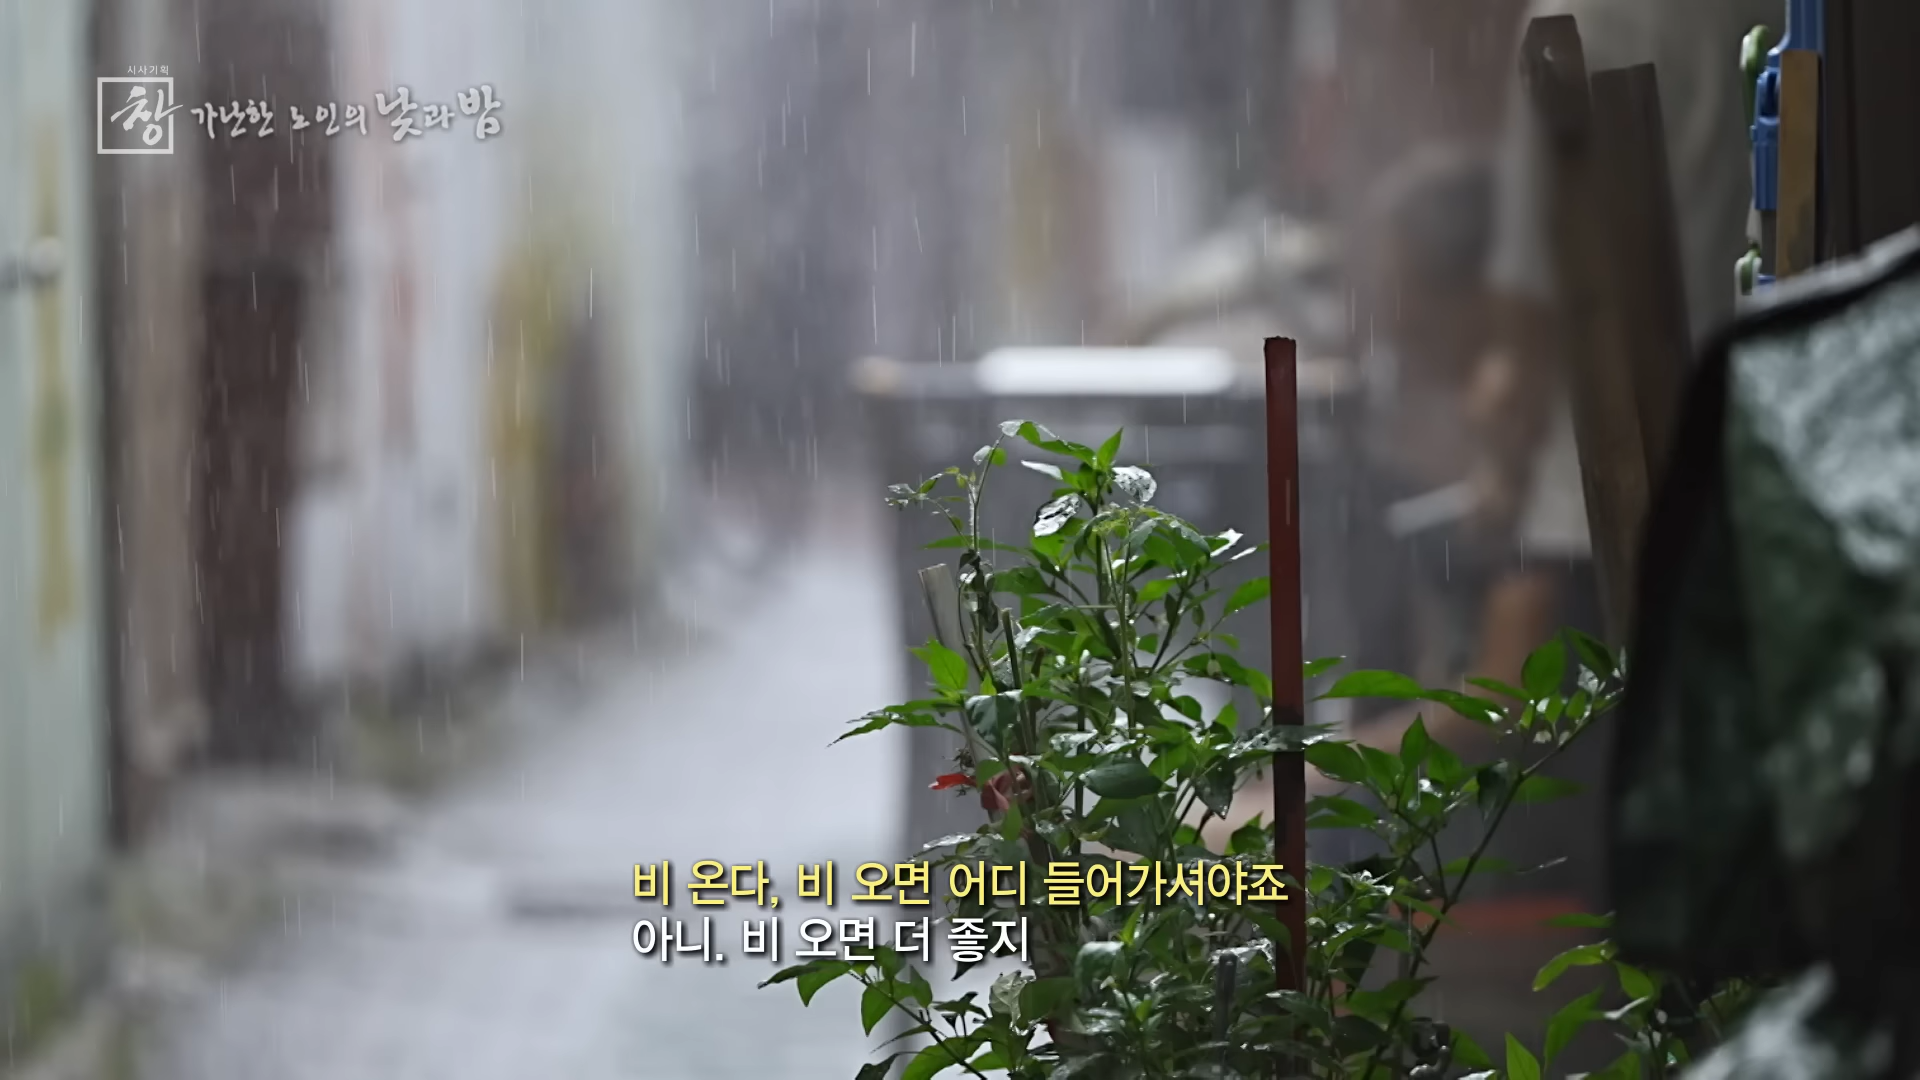 시사기획
창 가난한 노인의 낮과 밤
비 온다, 비 오면 어디 들어가셔야죠
아니. 비 오면 더 좋지